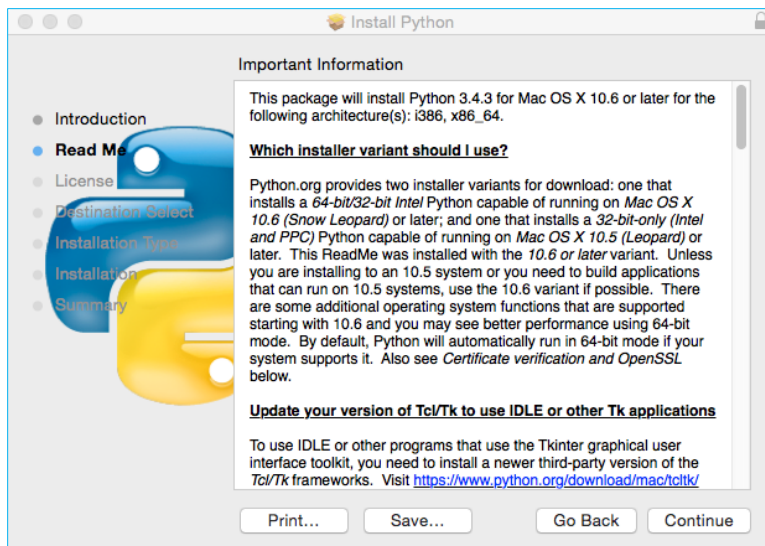 Install Python
Important Information
Introduction
Read Me
License
Destination Select
Installation Type
Installation
Summary
This package will install Python 3.4.3 for Mac OS X 10.6 or later for the
following architecture(s): i386, x86_64.
Which installer variant should I use?
Python.org provides two installer variants for download: one that
installs a 64-bit/32-bit Intel Python capable of running on Mac OS X
10.6 (Snow Leopard) or later; and one that installs a 32-bit-only (Intel
and PPC) Python capable of running on Mac OS X 10.5 (Leopard) or
later. This ReadMe was installed with the 10.6 or later variant. Unless
you are installing to an 10.5 system or you need to build applications
that can run on 10.5 systems, use the 10.6 variant if possible. There
are some additional operating system functions that are supported
starting with 10.6 and you may see better performance using 64-bit
mode. By default, Python will automatically run in 64-bit mode if your
system supports it. Also see Certificate verification and OpenSSL
below.
Update your version of Tcl/Tk to use IDLE or other Tk applications
To use IDLE or other programs that use the Tkinter graphical user
interface toolkit, you need to install a newer third-party version of the
Tcl/Tk frameworks. Visit https://www.python.org/download/mac/tcltk/
Print...
Save...
Go Back
Continue